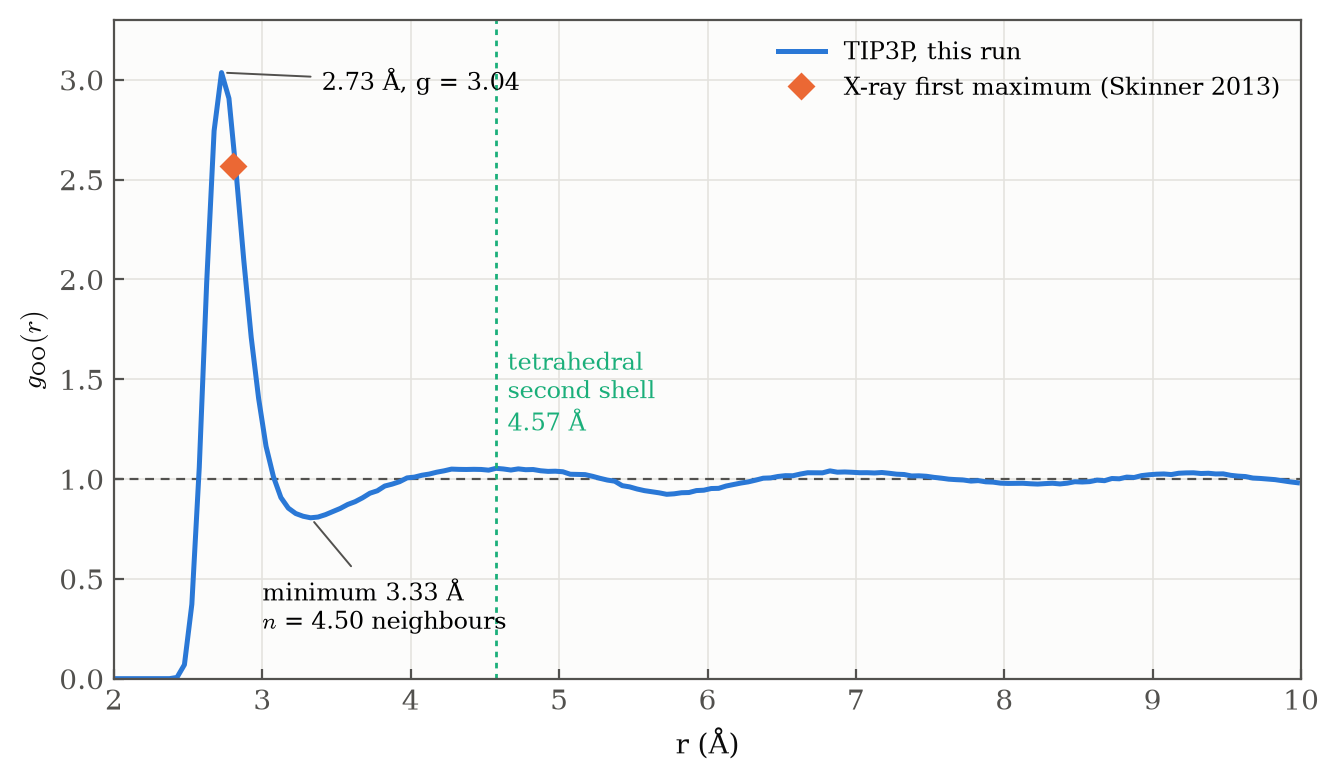 TIP3P, this run
X-ray first maximum (Skinner 2013)
2.73 Å, g = 3.04
tetrahedral
second shell
4.57 Å
minimum 3.33 Å
n = 4.50 neighbours
g_OO(r)
3.0
2.5
2.0
1.5
1.0
0.5
0.0
2 3 4 5 6 7 8 9 10
r (Å)